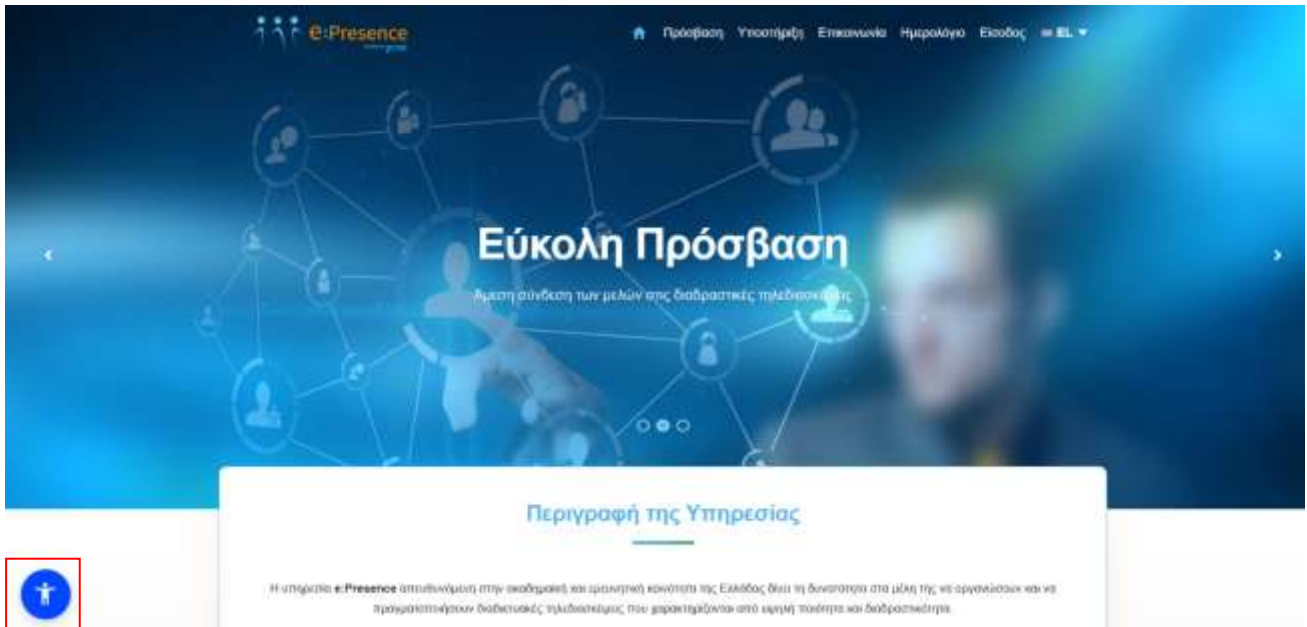 e:Presence
Πρόσβαση Υποστήριξη Επικοινωνία Ημερολόγιο Είσοδος EL
Εύκολη Πρόσβαση
Άμεση σύνδεση των μελών στις διαδραστικές τηλεδιασκέψεις
Περιγραφή της Υπηρεσίας
Η υπηρεσία e:Presence απευθυνόμενη στην ακαδημαϊκή και ερευνητική κοινότητα της Ελλάδος δίνει τη δυνατότητα στα μέλη της να οργανώσουν και να
πραγματοποιήσουν διαδικτυακές τηλεδιασκέψεις που χαρακτηρίζονται από υψηλή ποιότητα και διαδραστικότητα.